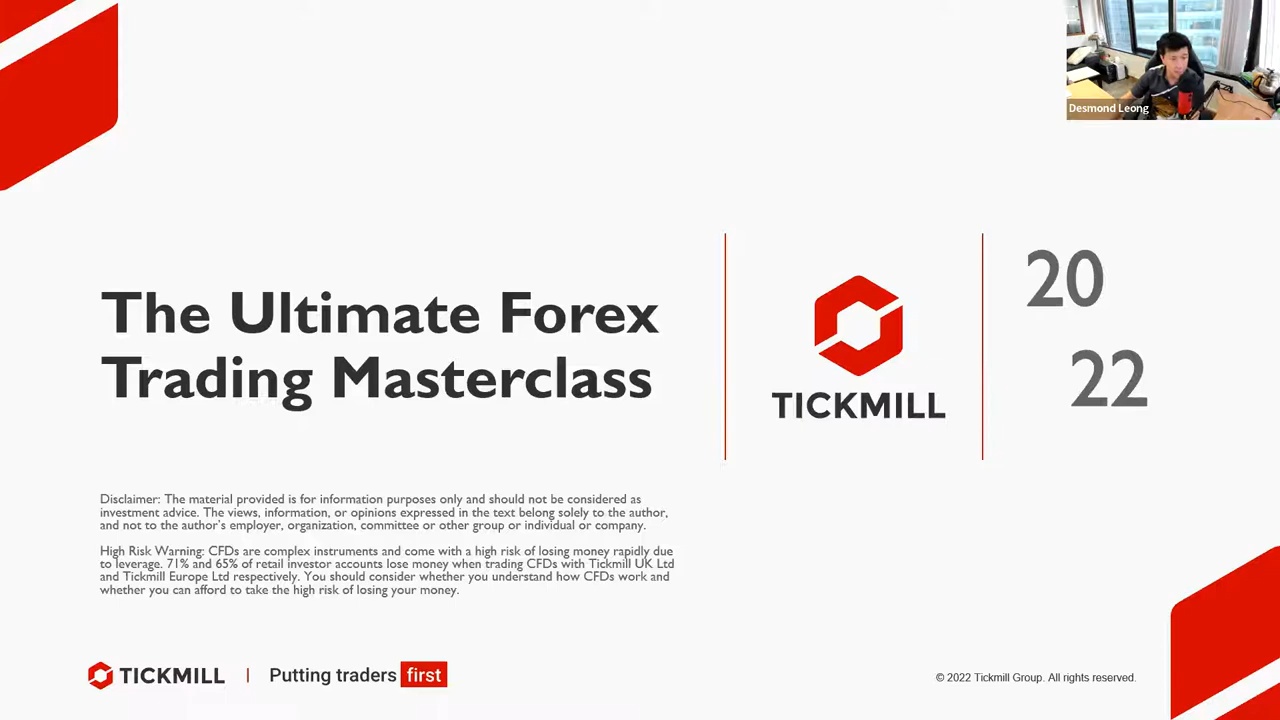 Desmond Leong
The Ultimate Forex
Trading Masterclass
TICKMILL
20
22
Disclaimer: The material provided is for information purposes only and should not be considered as
investment advice. The views, information, or opinions expressed in the text belong solely to the author,
and not to the author's employer, organization, committee or other group or individual or company.
High Risk Warning: CFDs are complex instruments and come with a high risk of losing money rapidly due
to leverage. 71% and 65% of retail investor accounts lose money when trading CFDs with Tickmill UK Ltd
and Tickmill Europe Ltd respectively. You should consider whether you understand how CFDs work and
whether you can afford to take the high risk of losing your money.
TICKMILL | Putting traders first
© 2022 Tickmill Group. All rights reserved.